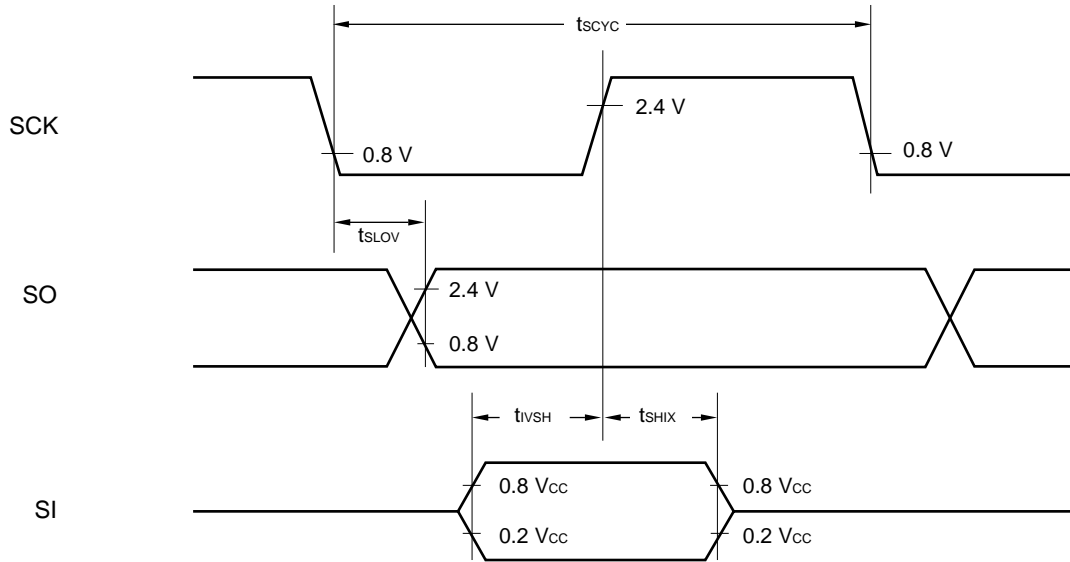 tSCYC
SCK
2.4 V
0.8 V
0.8 V
tSLOV
SO
2.4 V
0.8 V
tIVSH
tSHIX
SI
0.8 VCC
0.8 VCC
0.2 VCC
0.2 VCC